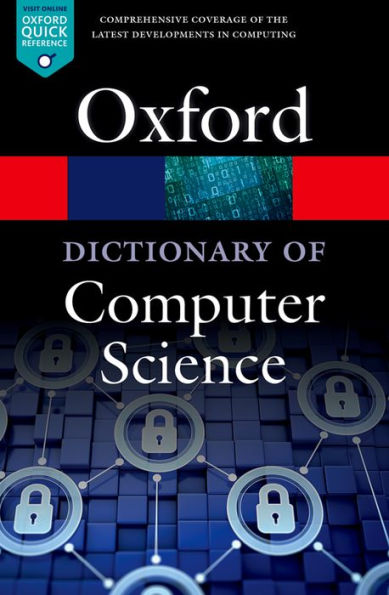 VISIT ONLINE
OXFORD
QUICK
REFERENCE
COMPREHENSIVE COVERAGE OF THE
LATEST DEVELOPMENTS IN COMPUTING
Oxford
DICTIONARY OF
Computer
Science